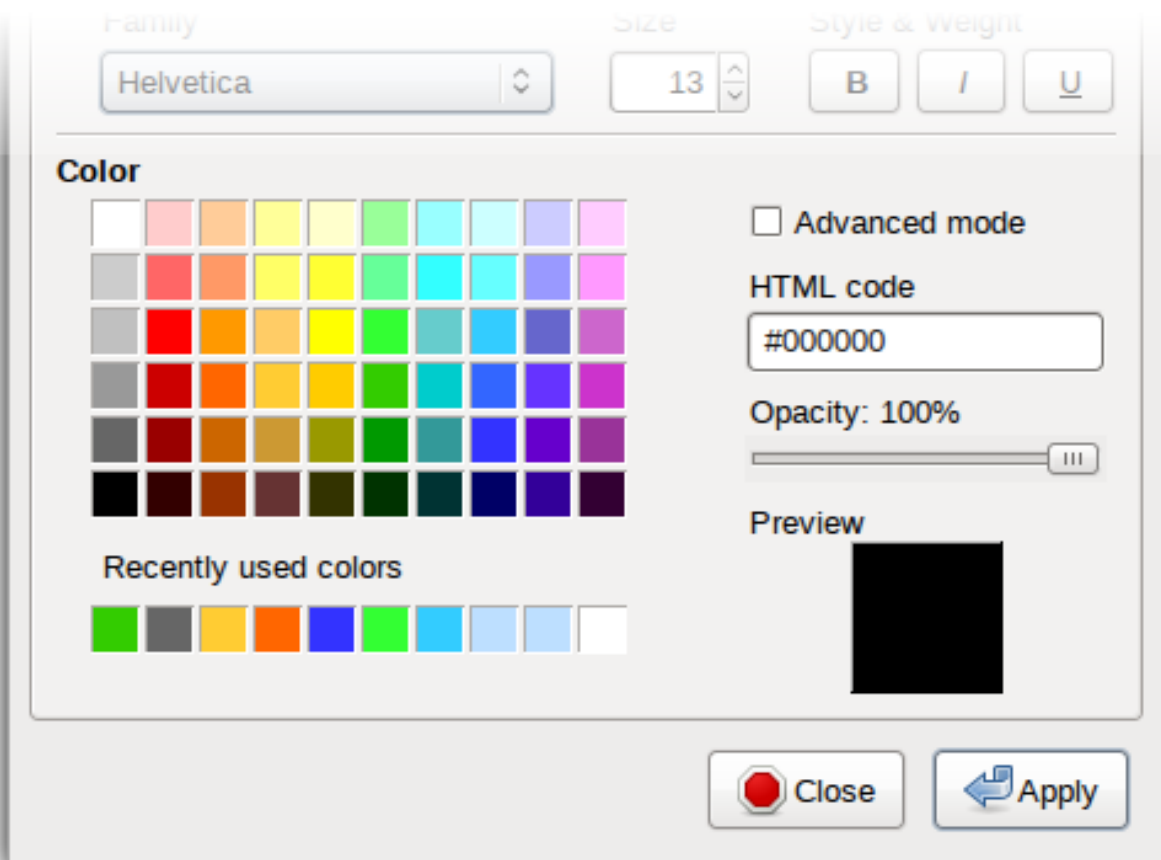 Family Size Style & Weight
Helvetica 13 B I U
Color
Advanced mode
HTML code
#000000
Opacity: 100%
Preview
Recently used colors
Close Apply